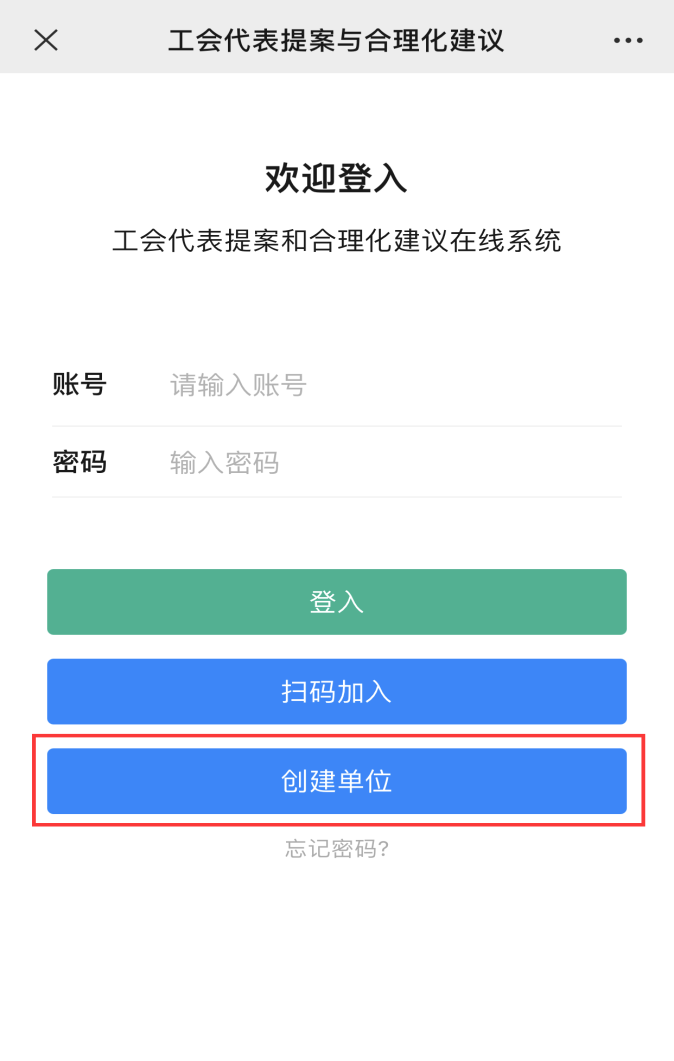 工会代表提案与合理化建议
欢迎登入
工会代表提案和合理化建议在线系统
账号 请输入账号
密码 输入密码
登入
扫码加入
创建单位
忘记密码?